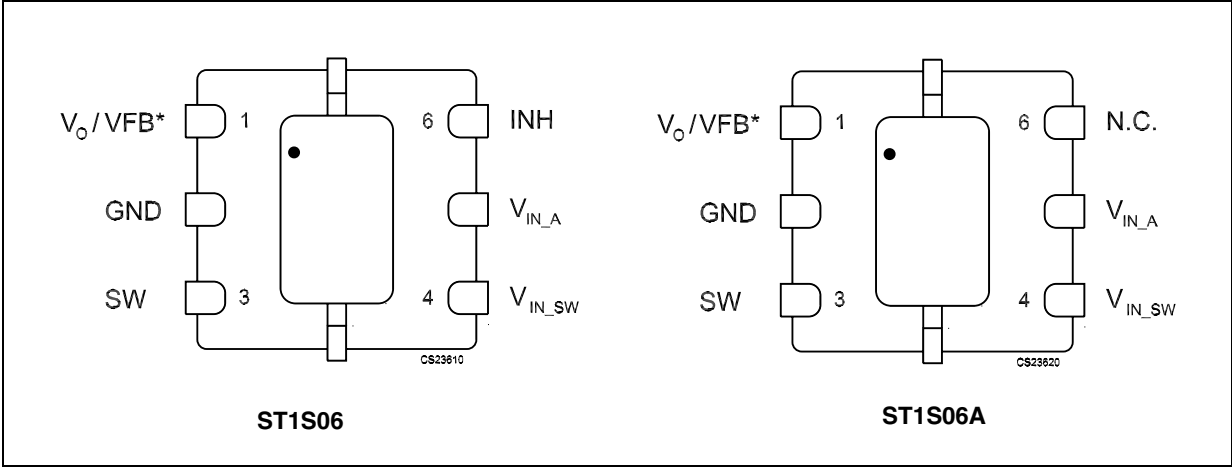 V_O/VFB* 1 6 INH
GND V_IN_A
SW 3 4 V_IN_SW
CS23610
ST1S06
V_O/VFB* 1 6 N.C.
GND V_IN_A
SW 3 4 V_IN_SW
CS23620
ST1S06A